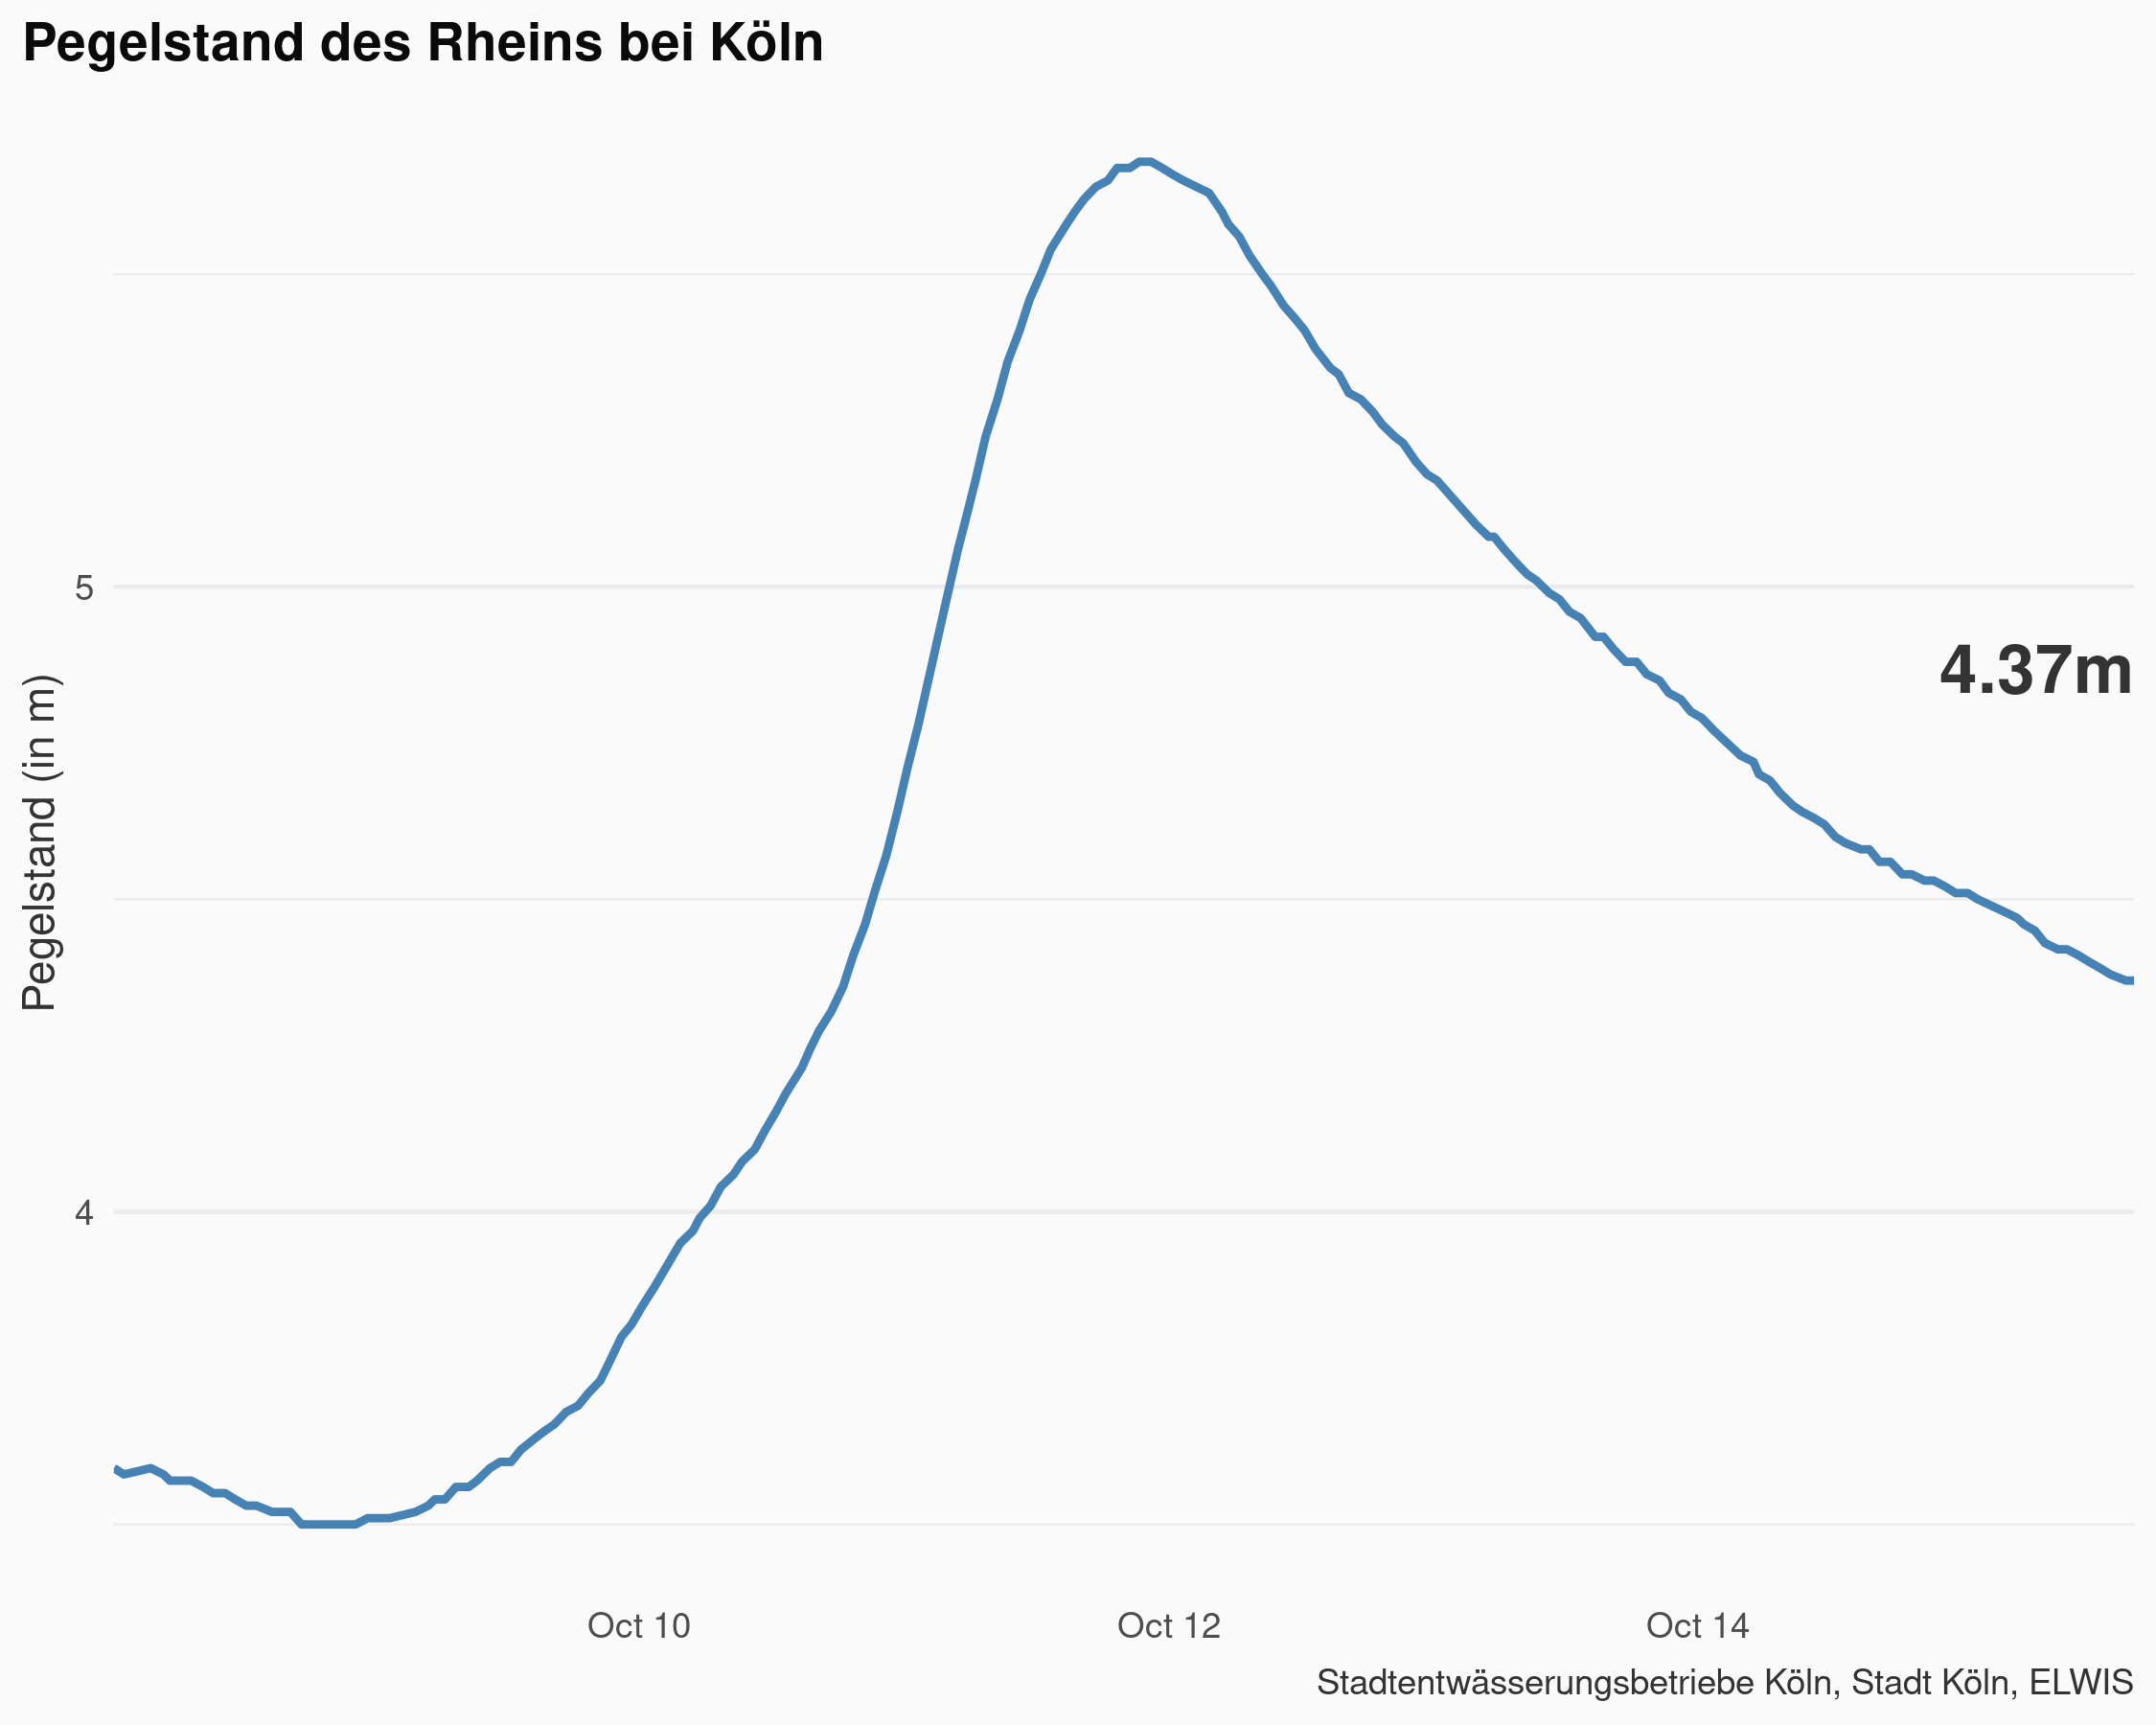 Pegelstand des Rheins bei Köln
Pegelstand (in m)
5
4.37m
4
Oct 10
Oct 12
Oct 14
Stadtentwässerungsbetriebe Köln, Stadt Köln, ELWIS